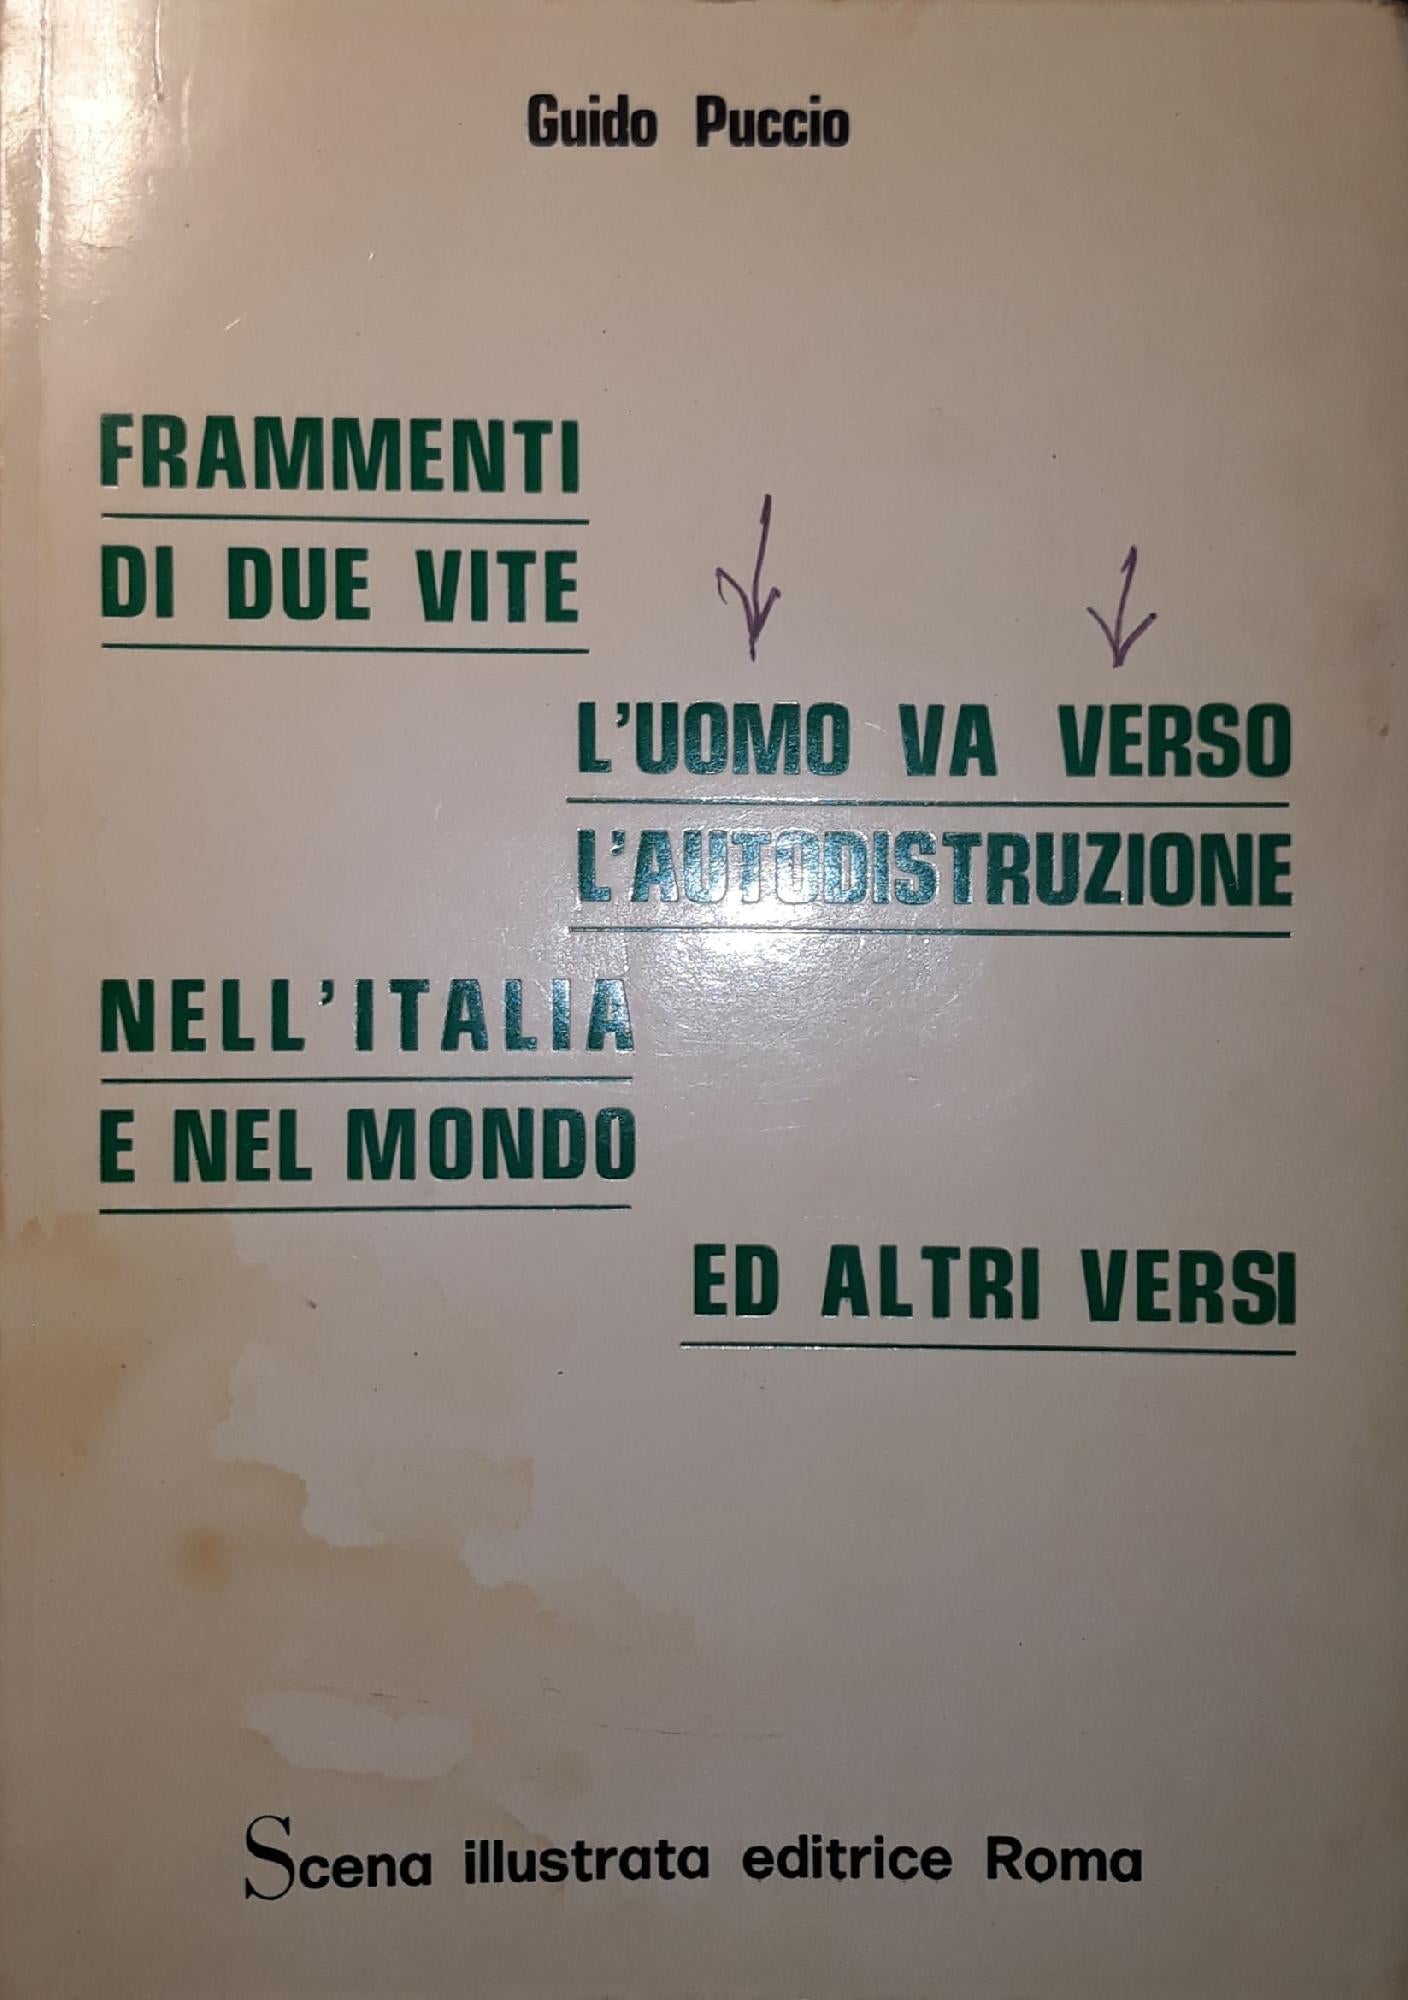 Guido Puccio
FRAMMENTI
DI DUE VITE
L'UOMO VA VERSO
L'AUTODISTRUZIONE
NELL'ITALIA
E NEL MONDO
ED ALTRI VERSI
Scena illustrata editrice Roma